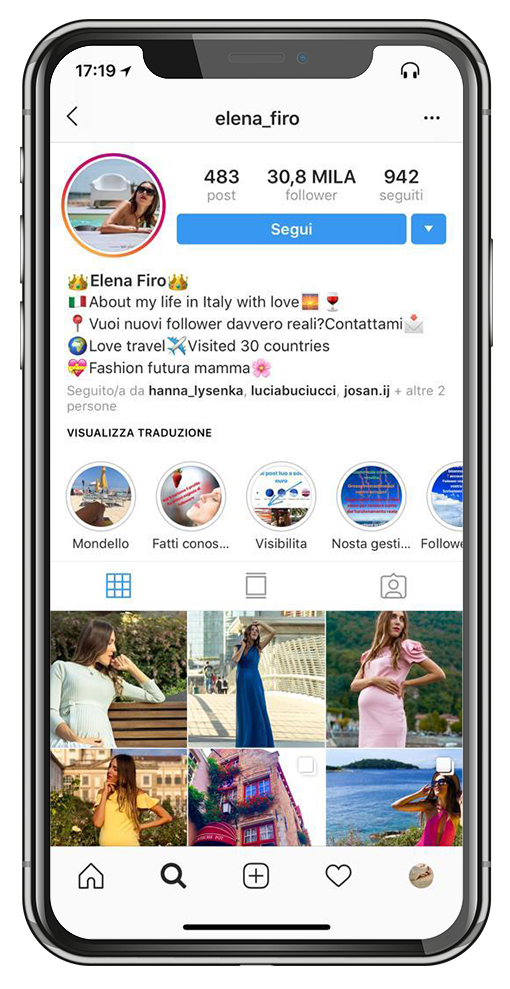 17:19
elena_firo
483 30,8 MILA 942
post follower seguiti
Segui
👑Elena Firo👑
🇮🇹About my life in Italy with love🌅🍷
📍Vuoi nuovi follower davvero reali?Contattami📩
🌍Love travel✈️Visited 30 countries
💝Fashion futura mamma🌸
Seguito/a da hanna_lysenka, luciabuciucci, josan.ij + altre 2
persone
VISUALIZZA TRADUZIONE
Mondello Fatti conos... Visibilita Nosta gesti... Followe